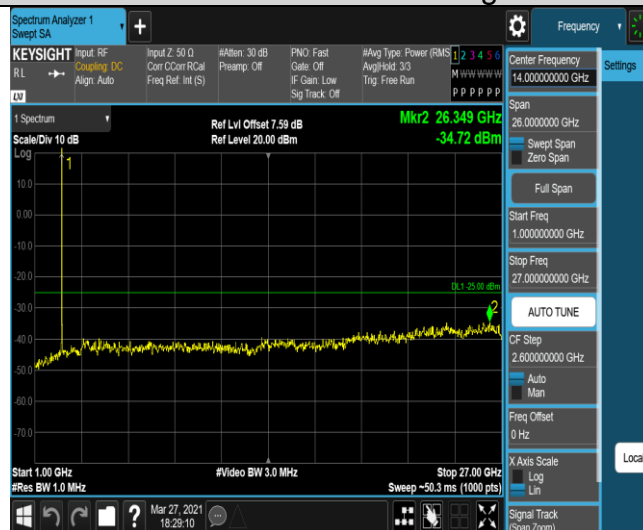 Spectrum Analyzer 1
Swept SA
+
Frequency
KEYSIGHT
RL
Input: RF
Coupling: DC
Align: Auto
Input Z: 50 Ω
Corr CCorr RCal
Freq Ref: Int (S)
#Atten: 30 dB
Preamp: Off
PNO: Fast
Gate: Off
IF Gain: Low
Sig Track: Off
#Avg Type: Power (RMS
Avg|Hold: 3/3
Trig: Free Run
1 2 3 4 5 6
M W W W W W
P P P P P P
Center Frequency
14.000000000 GHz
Settings
Span
26.0000000 GHz
Swept Span
Zero Span
Full Span
Start Freq
1.000000000 GHz
Stop Freq
27.000000000 GHz
AUTO TUNE
CF Step
2.600000000 GHz
Auto
Man
Freq Offset
0 Hz
X Axis Scale
Log
Lin
Local
Signal Track
(Span Zoom)
1 Spectrum
Scale/Div 10 dB
Log
Ref Lvl Offset 7.59 dB
Ref Level 20.00 dBm
Mkr2 26.349 GHz
-34.72 dBm
1
10.0
0.00
-10.0
-20.0
DL1 -25.00 dBm
2
-30.0
-40.0
-50.0
-60.0
-70.0
Start 1.00 GHz
#Res BW 1.0 MHz
#Video BW 3.0 MHz
Stop 27.00 GHz
Sweep ~50.3 ms (1000 pts)
?
Mar 27, 2021
18:29:10